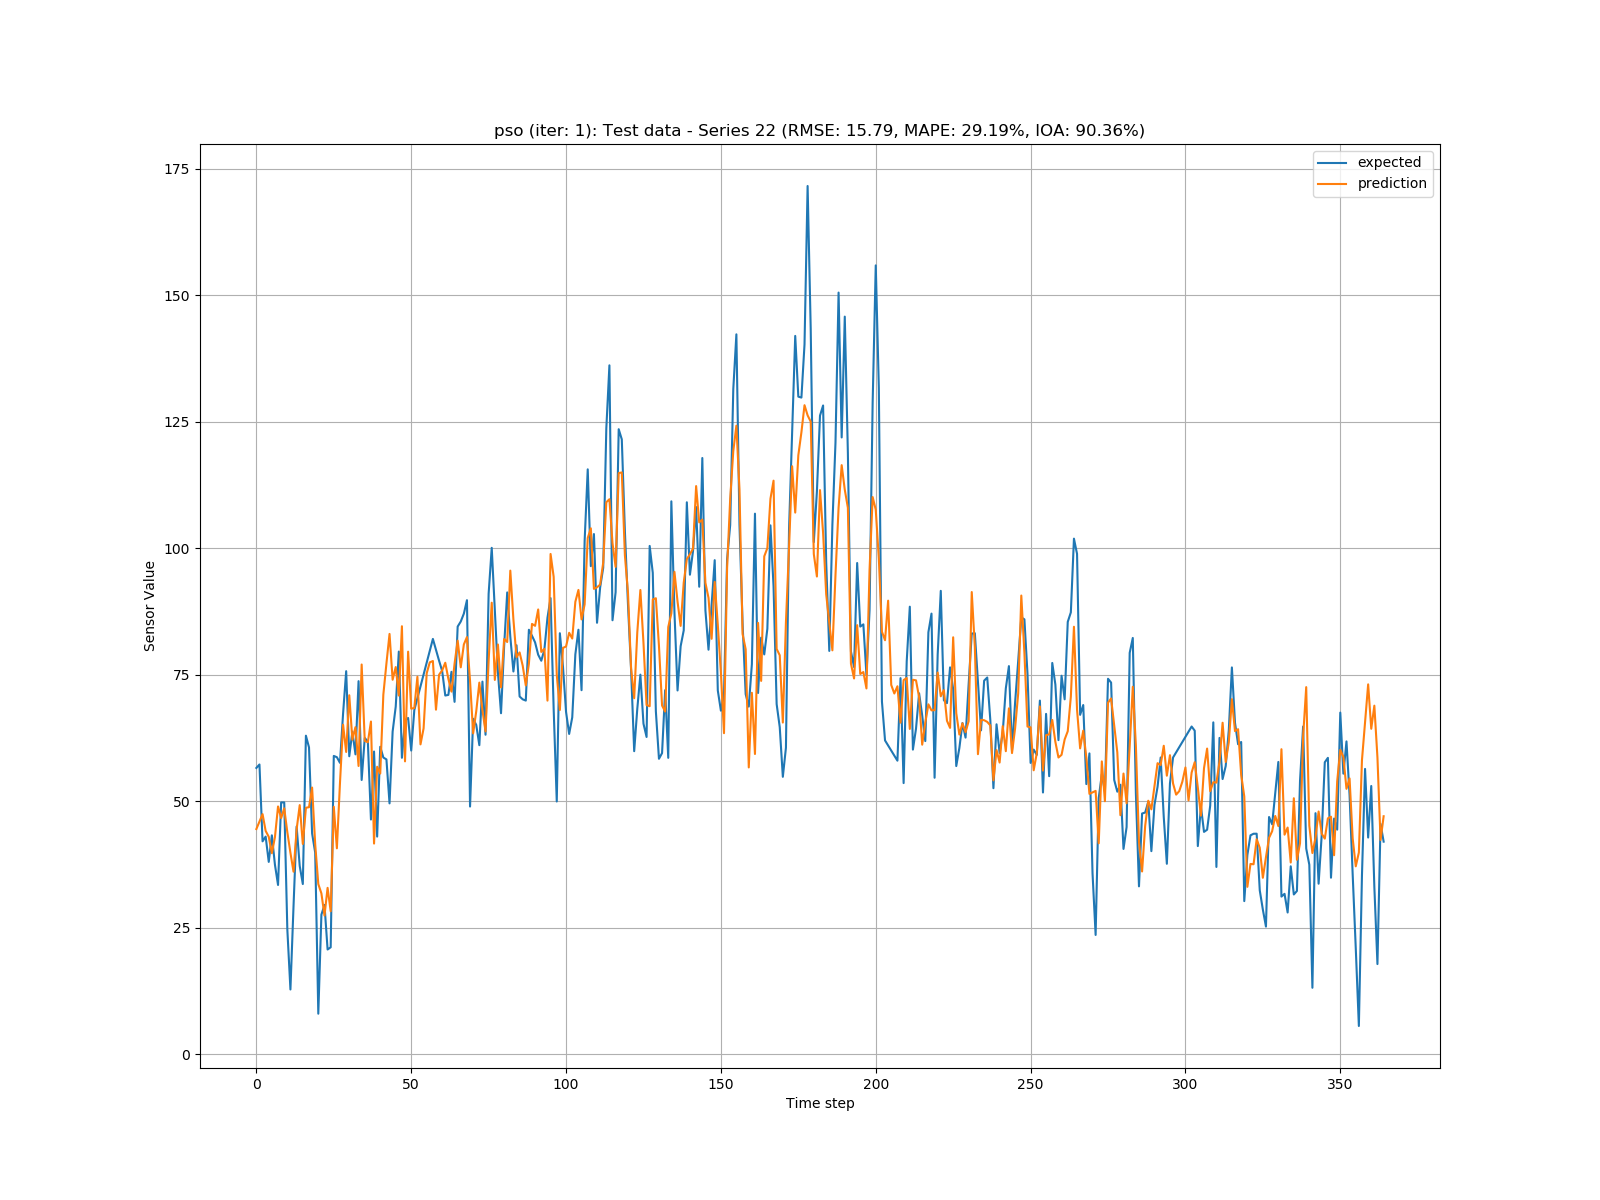 pso (iter: 1): Test data - Series 22 (RMSE: 15.79, MAPE: 29.19%, IOA: 90.36%)
expected
prediction
175
150
125
100
75
50
25
0
Sensor Value
0 50 100 150 200 250 300 350
Time step